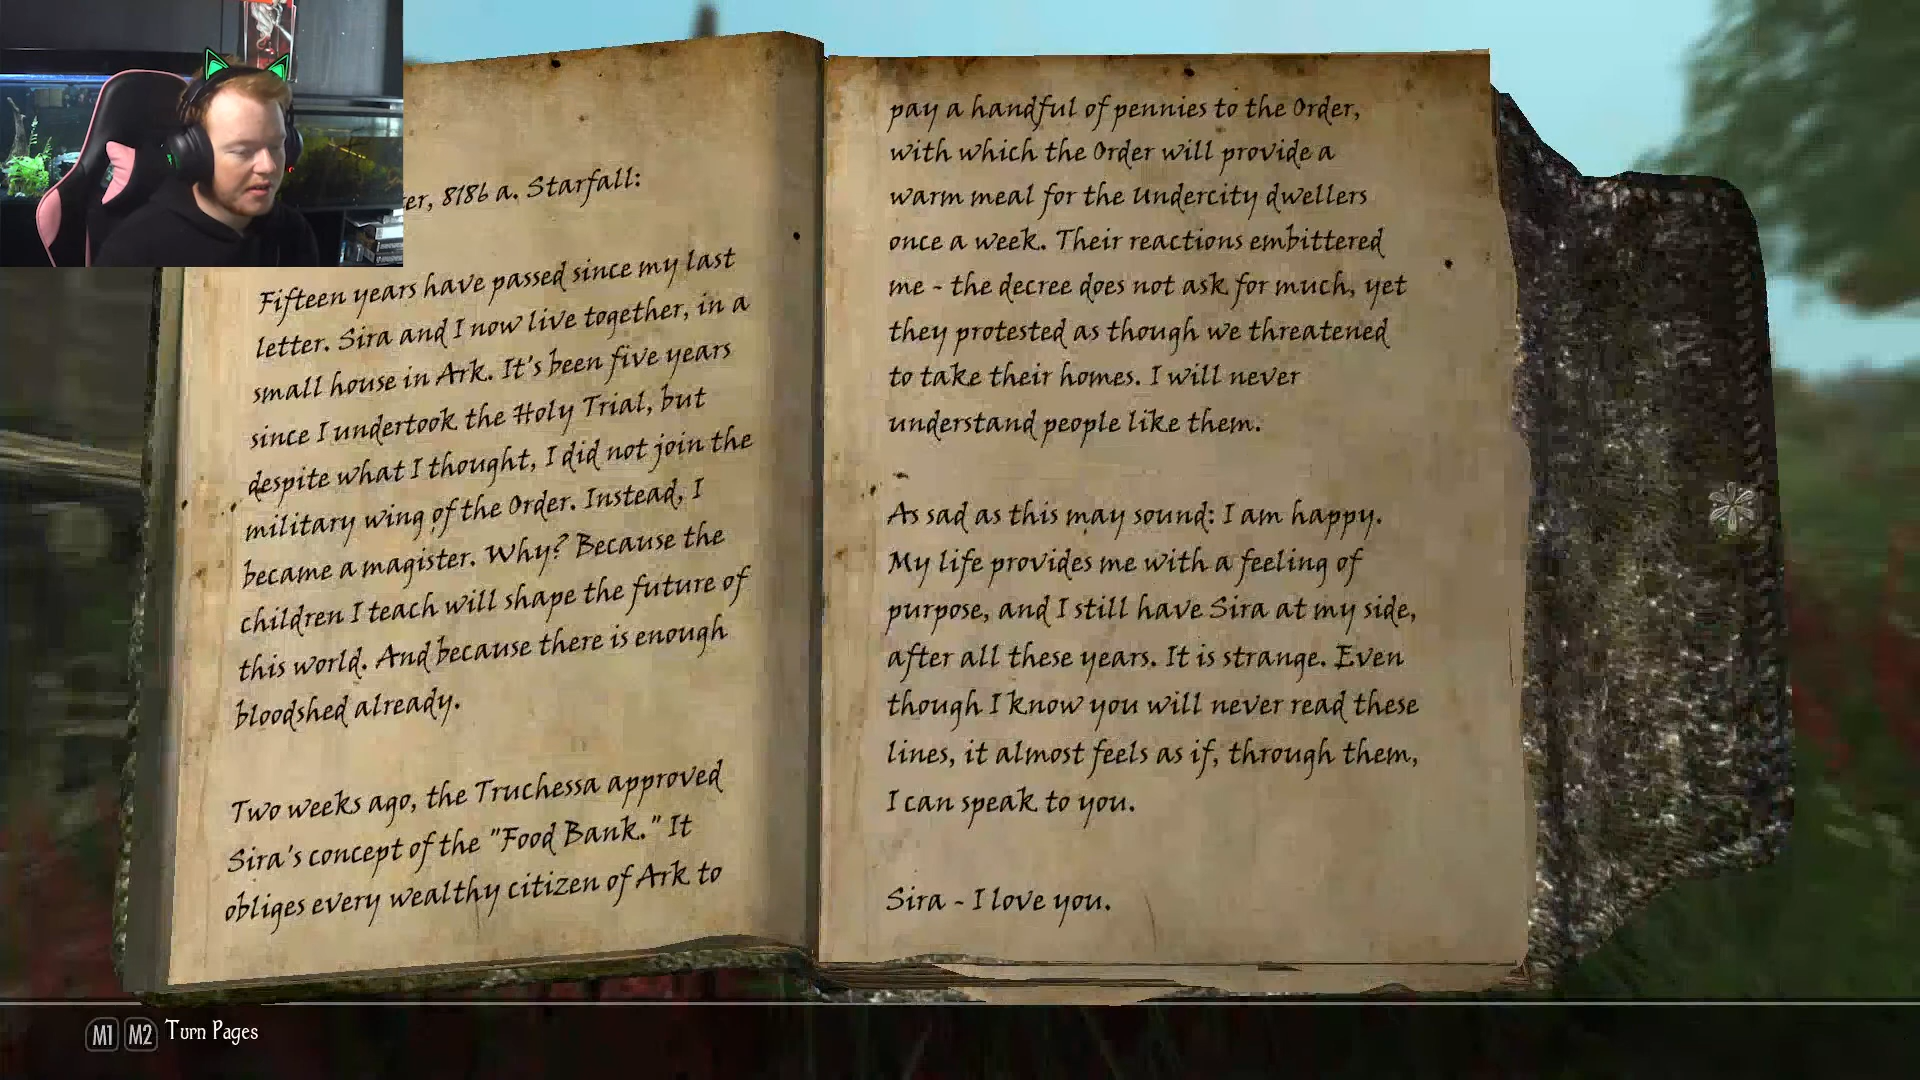 8186 a. Starfall:
Fifteen years have passed since my last
letter. Sira and I now live together, in a
small house in Ark. It's been five years
since I undertook the Holy Trial, but
despite what I thought, I did not join the
military wing of the Order. Instead, I
became a magister. Why? Because the
children I teach will shape the future of
this world. And because there is enough
bloodshed already.
Two weeks ago, the Truchessa approved
Sira's concept of the "Food Bank." It
obliges every wealthy citizen of Ark to
pay a handful of pennies to the Order,
with which the Order will provide a
warm meal for the Undercity dwellers
once a week. Their reactions embittered
me - the decree does not ask for much, yet
they protested as though we threatened
to take their homes. I will never
understand people like them.
As sad as this may sound: I am happy.
My life provides me with a feeling of
purpose, and I still have Sira at my side,
after all these years. It is strange. Even
though I know you will never read these
lines, it almost feels as if, through them,
I can speak to you.
Sira - I love you.
M1 M2 Turn Pages